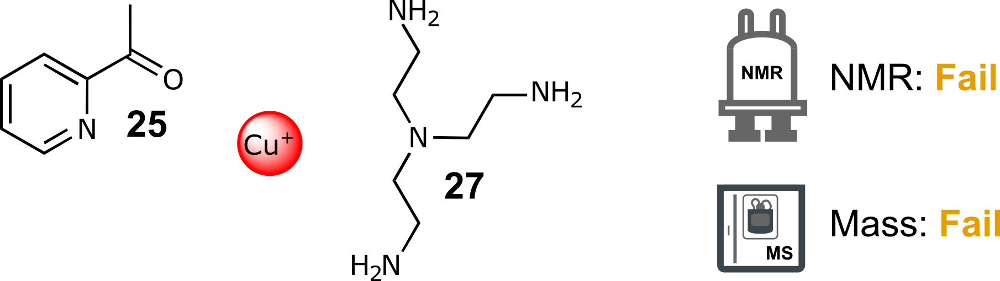 NH2
O
NH2
N
25
Cu+
N
27
H2N
NMR
NMR: Fail
MS
Mass: Fail